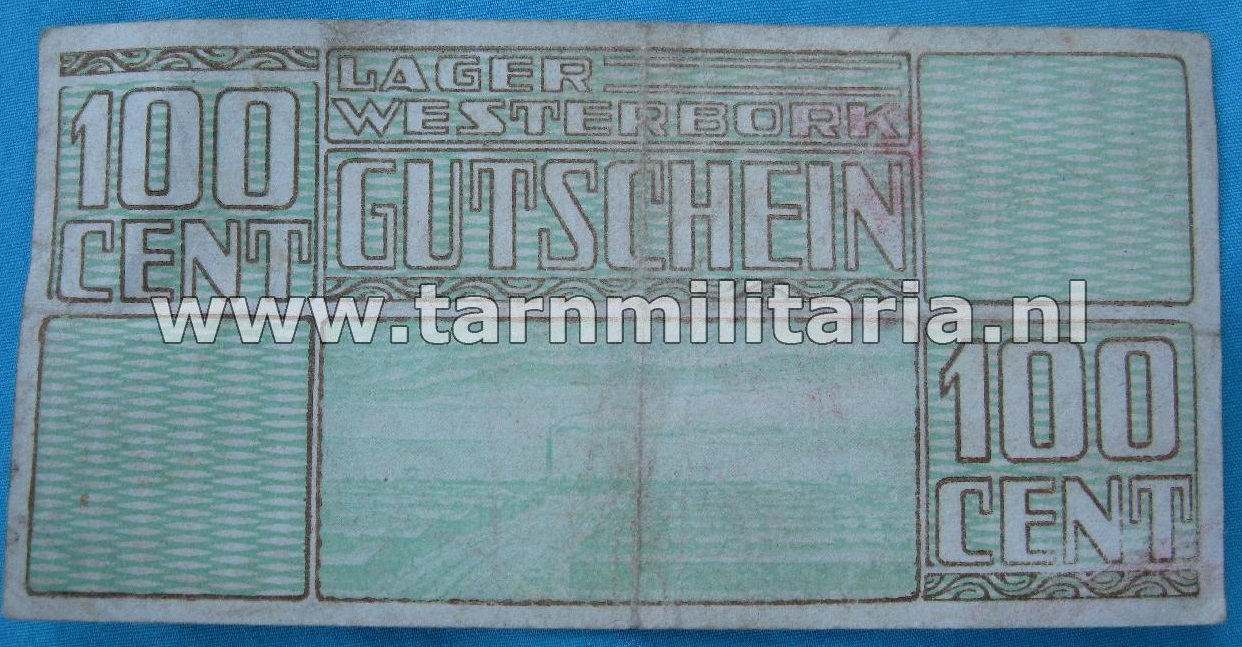 100
CENT
LAGER
WESTERBORK
GUTSCHEIN
www.tarnmilitaria.nl
100
CENT